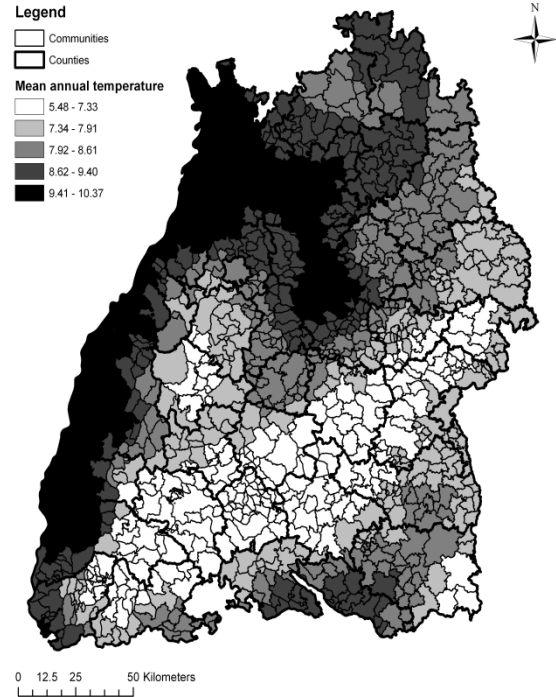 Legend
N
Communities
Counties
Mean annual temperature
5.48 - 7.33
7.34 - 7.91
7.92 - 8.61
8.62 - 9.40
9.41 - 10.37
0 12.5 25 50 Kilometers